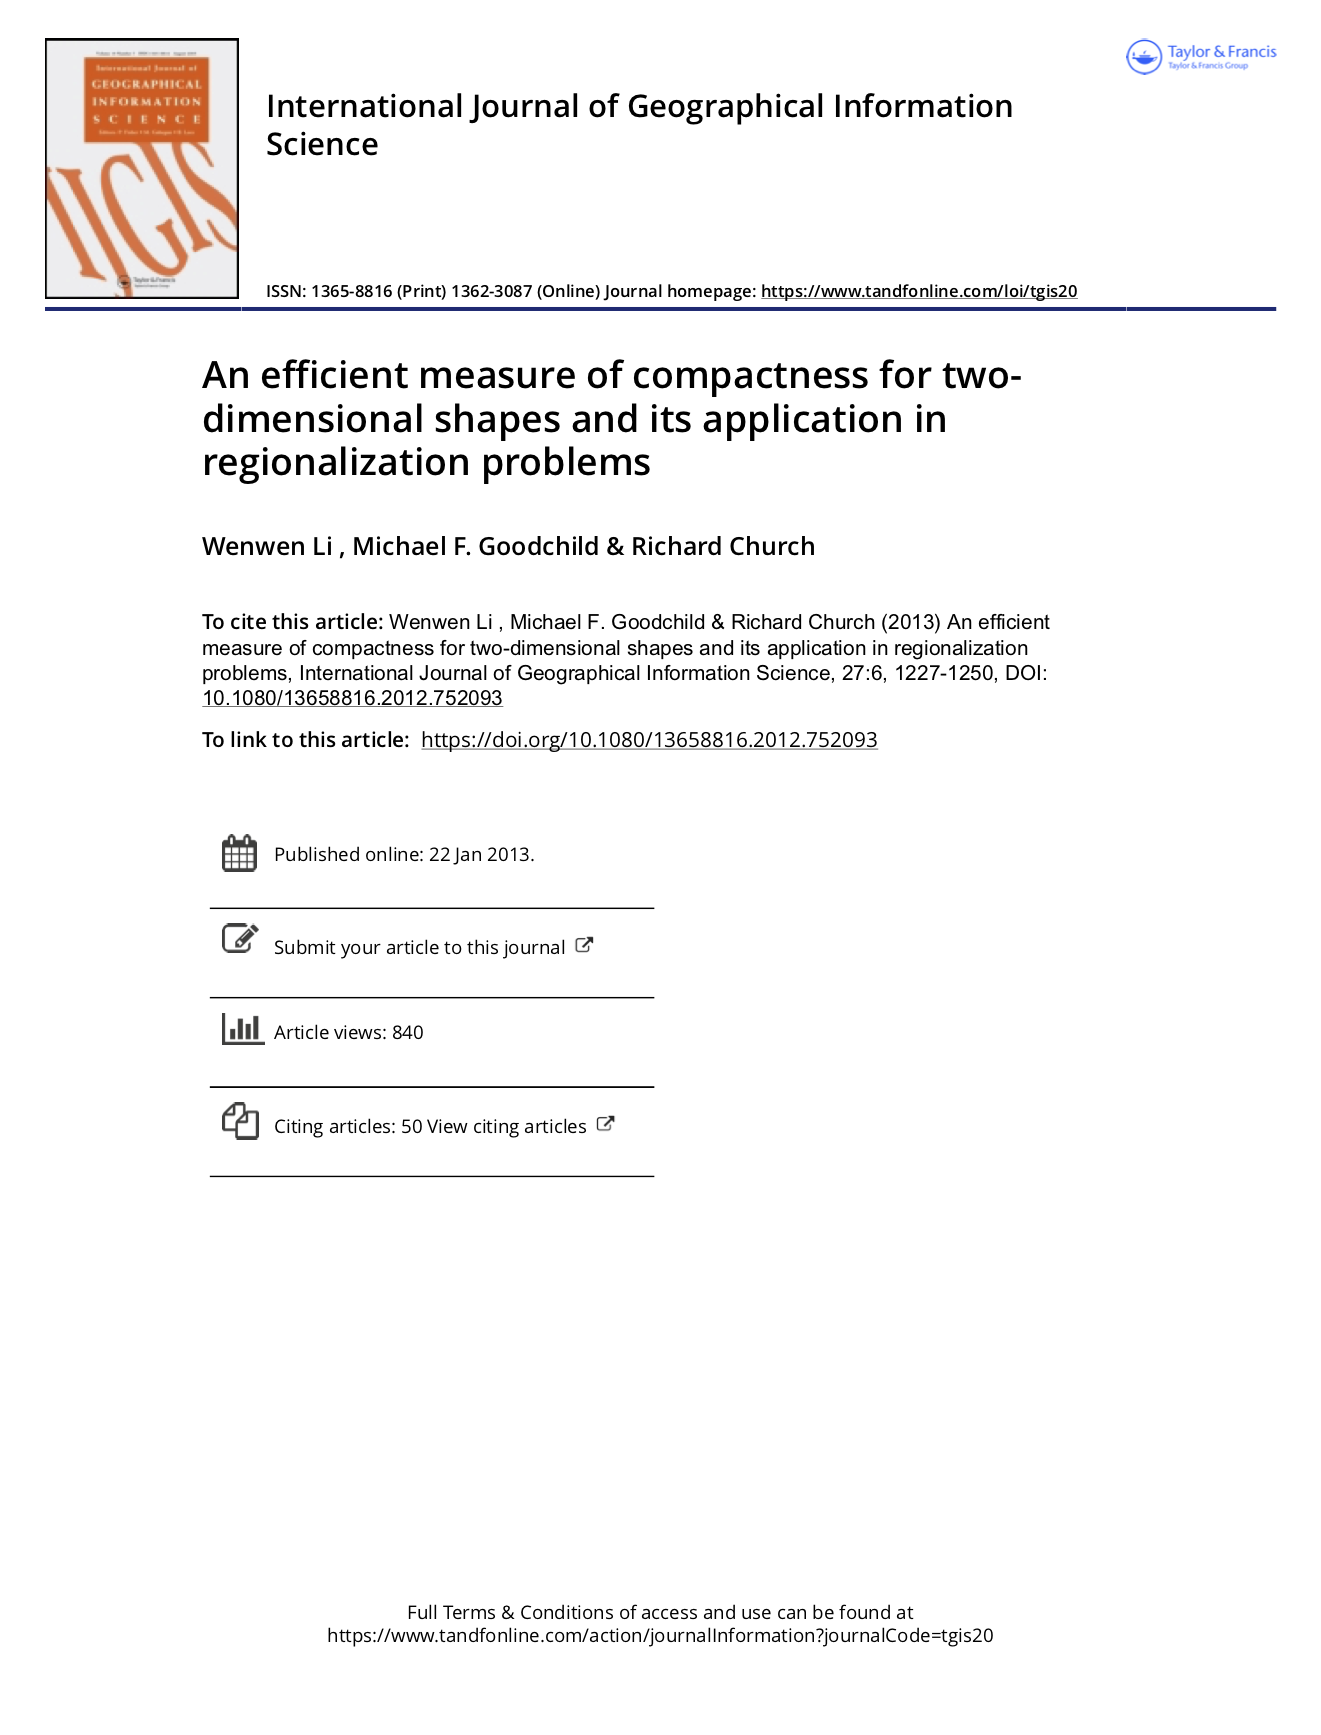 International Journal of
GEOGRAPHICAL
INFORMATION
SCIENCE
IJGIS
Taylor & Francis
Taylor & Francis Group
International Journal of Geographical Information
Science
ISSN: 1365-8816 (Print) 1362-3087 (Online) Journal homepage: https://www.tandfonline.com/loi/tgis20
An efficient measure of compactness for two-
dimensional shapes and its application in
regionalization problems
Wenwen Li , Michael F. Goodchild & Richard Church
To cite this article: Wenwen Li , Michael F. Goodchild & Richard Church (2013) An efficient
measure of compactness for two-dimensional shapes and its application in regionalization
problems, International Journal of Geographical Information Science, 27:6, 1227-1250, DOI:
10.1080/13658816.2012.752093
To link to this article: https://doi.org/10.1080/13658816.2012.752093
Published online: 22 Jan 2013.
Submit your article to this journal
Article views: 840
Citing articles: 50 View citing articles
Full Terms & Conditions of access and use can be found at
https://www.tandfonline.com/action/journalInformation?journalCode=tgis20